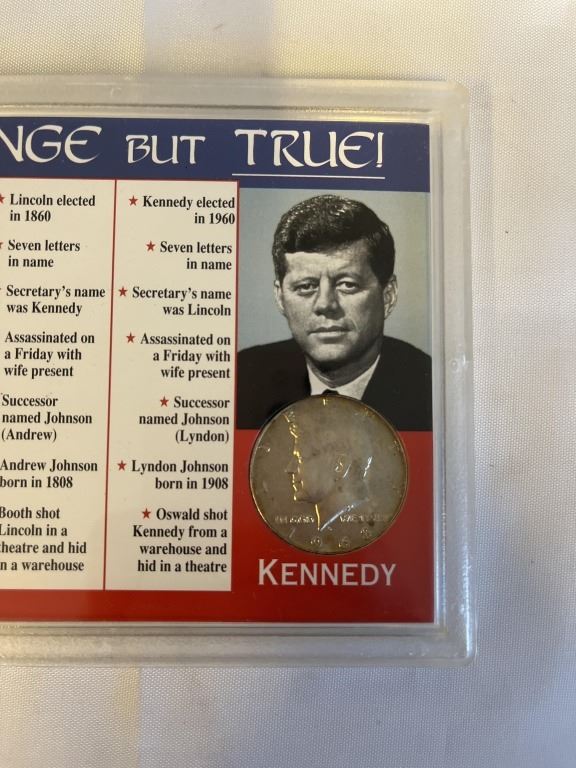 NGE BUT TRUE!
★ Lincoln elected
in 1860
Seven letters
in name
Secretary's name
was Kennedy
Assassinated on
a Friday with
wife present
Successor
named Johnson
(Andrew)
Andrew Johnson
born in 1808
Booth shot
Lincoln in a
theatre and hid
in a warehouse
★ Kennedy elected
in 1960
★ Seven letters
in name
★ Secretary's name
was Lincoln
★ Assassinated on
a Friday with
wife present
★ Successor
named Johnson
(Lyndon)
★ Lyndon Johnson
born in 1908
★ Oswald shot
Kennedy from a
warehouse and
hid in a theatre
KENNEDY